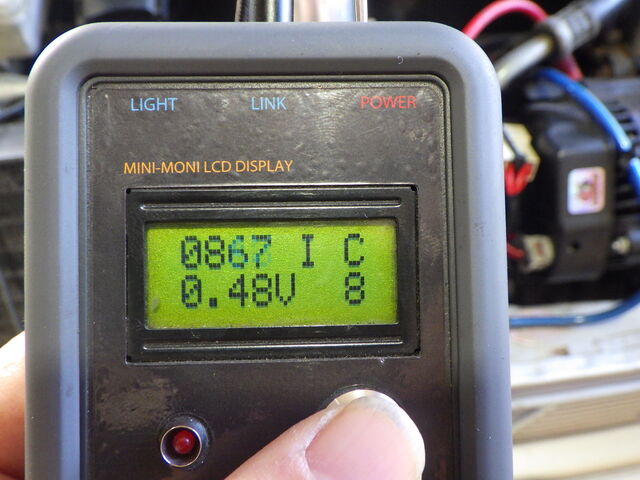 LIGHT LINK POWER
MINI-MONI LCD DISPLAY
0867 I C
0.48V 8